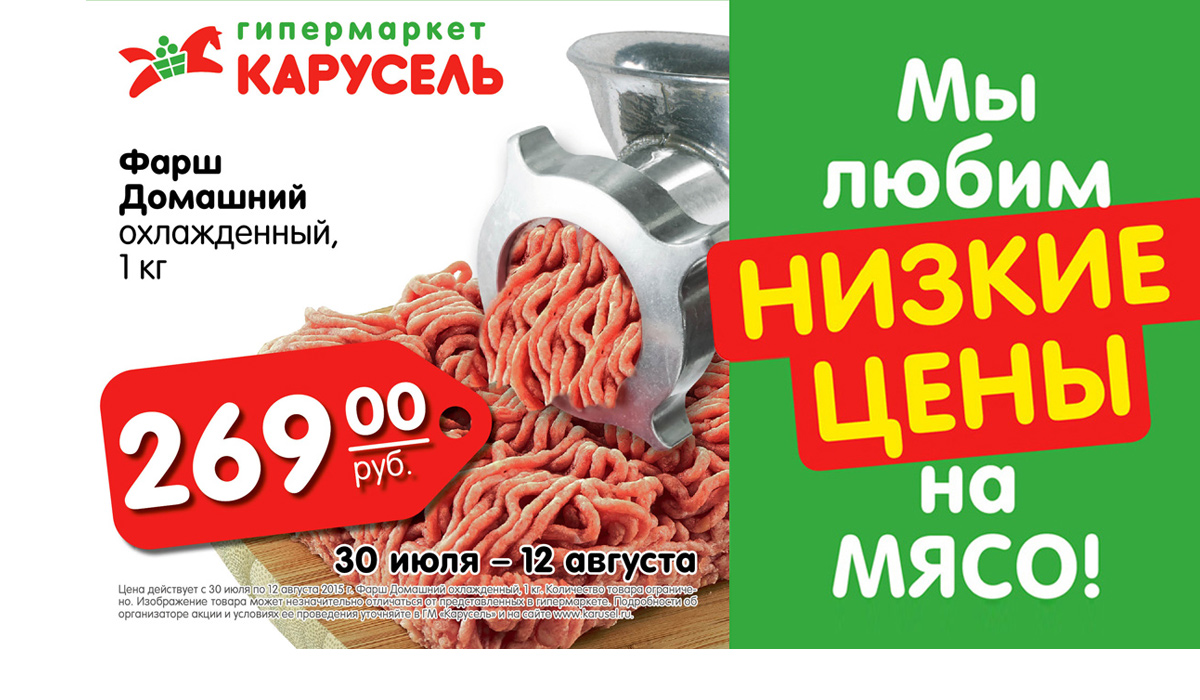 гипермаркет
КАРУСЕЛЬ
Фарш
Домашний
охлажденный,
1 кг
269 00
руб.
30 июля – 12 августа
Цена действует с 30 июля по 12 августа 2015 г. Фарш Домашний охлажденный, 1 кг. Количество товара ограниче-
но. Изображение товара может незначительно отличаться от представленных в гипермаркете. Подробности об
организаторе акции и условиях ее проведения уточняйте в ГМ «Карусель» и на сайте www.karusel.ru.
Мы
любим
НИЗКИЕ
ЦЕНЫ
на
МЯСО!